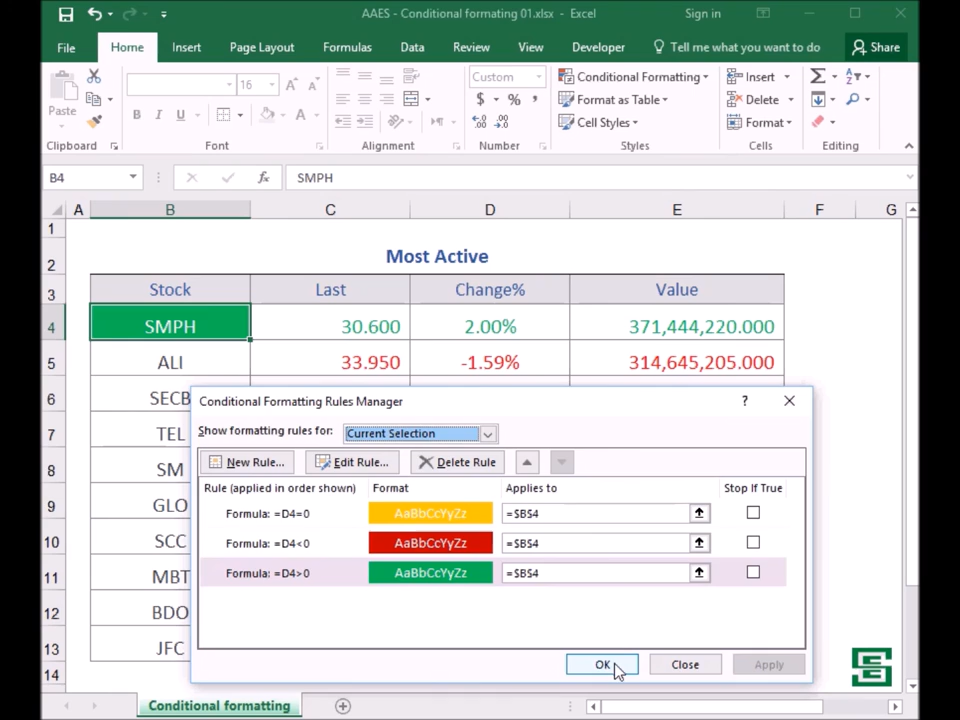 AAES - Conditional formating 01.xlsx - Excel
Sign in
File Home Insert Page Layout Formulas Data Review View Developer Tell me what you want to do Share
Paste
16
Custom
Conditional Formatting
Insert
Format as Table
Delete
Cell Styles
Format
Clipboard Font Alignment Number Styles Cells Editing
B4 fx SMPH
A B C D E F G
1
2 Most Active
3 Stock Last Change% Value
4 SMPH 30.600 2.00% 371,444,220.000
5 ALI 33.950 -1.59% 314,645,205.000
6 SECB
7 TEL
8 SM
9 GLO
10 SCC
11 MBT
12 BDO
13 JFC
14
Conditional Formatting Rules Manager
Show formatting rules for: Current Selection
New Rule... Edit Rule... Delete Rule
Rule (applied in order shown) Format Applies to Stop If True
Formula: =D4=0 AaBbCcYyZz =$B$4
Formula: =D4<0 AaBbCcYyZz =$B$4
Formula: =D4>0 AaBbCcYyZz =$B$4
OK Close Apply
Conditional formatting